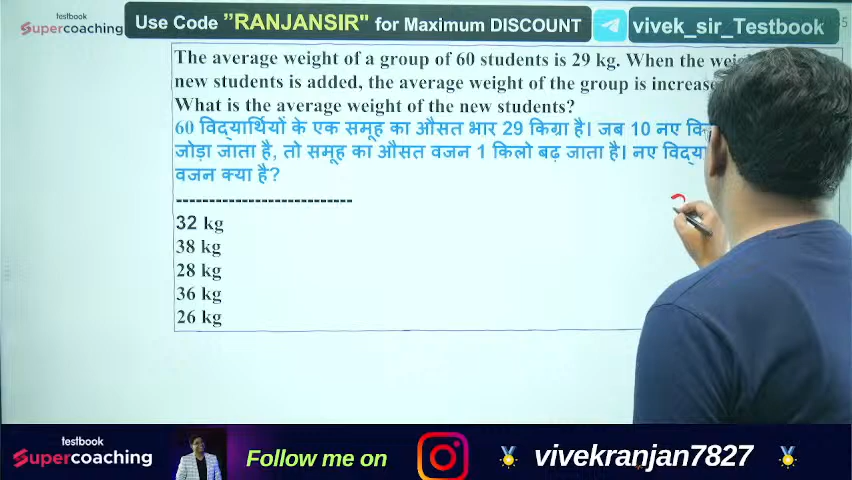 testbook
Supercoaching
Use Code "RANJANSIR" for Maximum DISCOUNT
vivek_sir_Testbook
The average weight of a group of 60 students is 29 kg. When the
new students is added, the average weight of the group is
What is the average weight of the new students?
60 विद्यार्थियों के एक समूह का औसत भार 29 किग्रा है। जब 10 नए
जोड़ा जाता है, तो समूह का औसत वजन 1 किलो बढ़ जाता है। नए
वजन क्या है?
---------------------------
32 kg
38 kg
28 kg
36 kg
26 kg
testbook
Supercoaching
Follow me on
vivekranjan7827